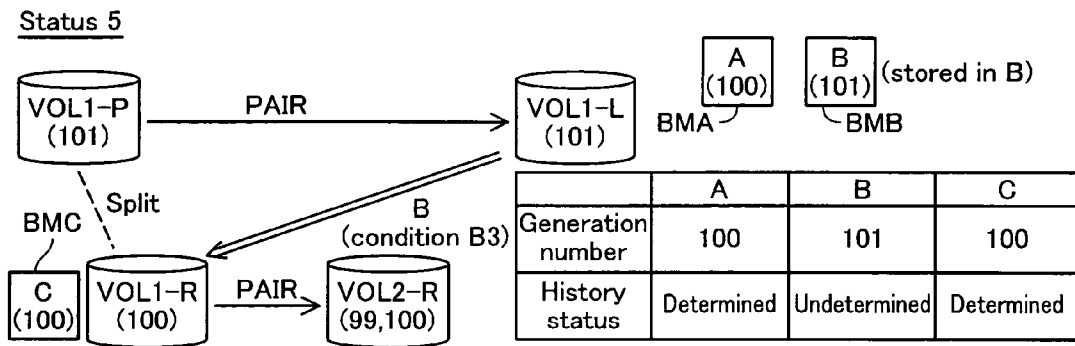 Status 5
VOL1-P
(101)
PAIR
VOL1-L
(101)
A
(100)
BMA
B
(101)
(stored in B)
BMB
Split
BMC
C
(100)
VOL1-R
(100)
PAIR
B
(condition B3)
VOL2-R
(99,100)
A B C
Generation
number
100 101 100
History
status
Determined Undetermined Determined